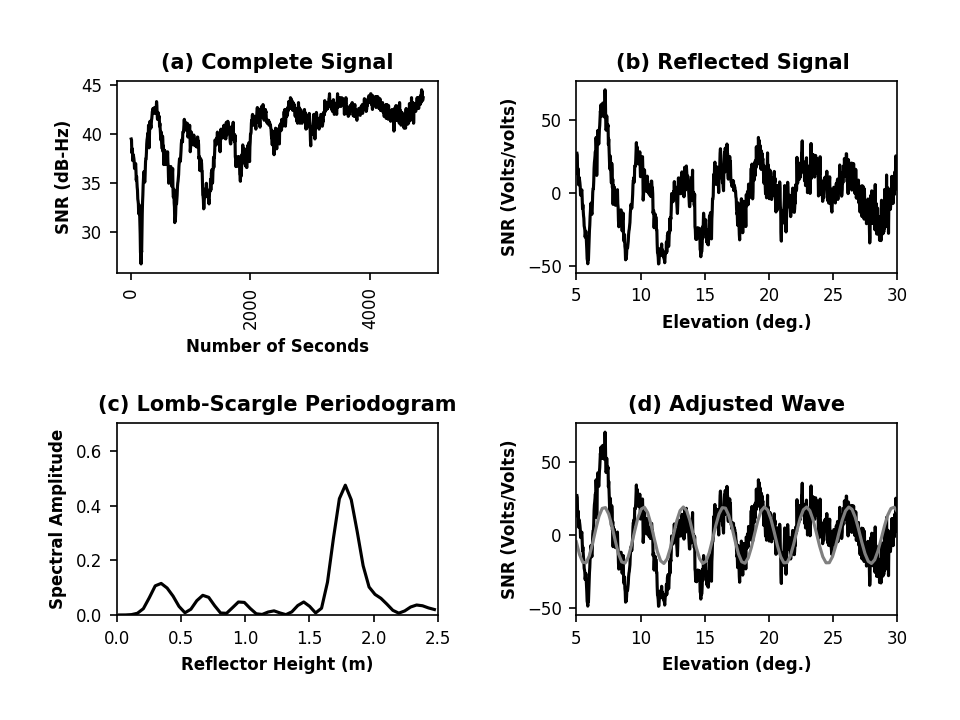 (a) Complete Signal
SNR (dB-Hz)
45
40
35
30
0
2000
4000
Number of Seconds
(b) Reflected Signal
SNR (Volts/volts)
50
0
−50
5 10 15 20 25 30
Elevation (deg.)
(c) Lomb-Scargle Periodogram
Spectral Amplitude
0.6
0.4
0.2
0.0
0.0 0.5 1.0 1.5 2.0 2.5
Reflector Height (m)
(d) Adjusted Wave
SNR (Volts/Volts)
50
0
−50
5 10 15 20 25 30
Elevation (deg.)